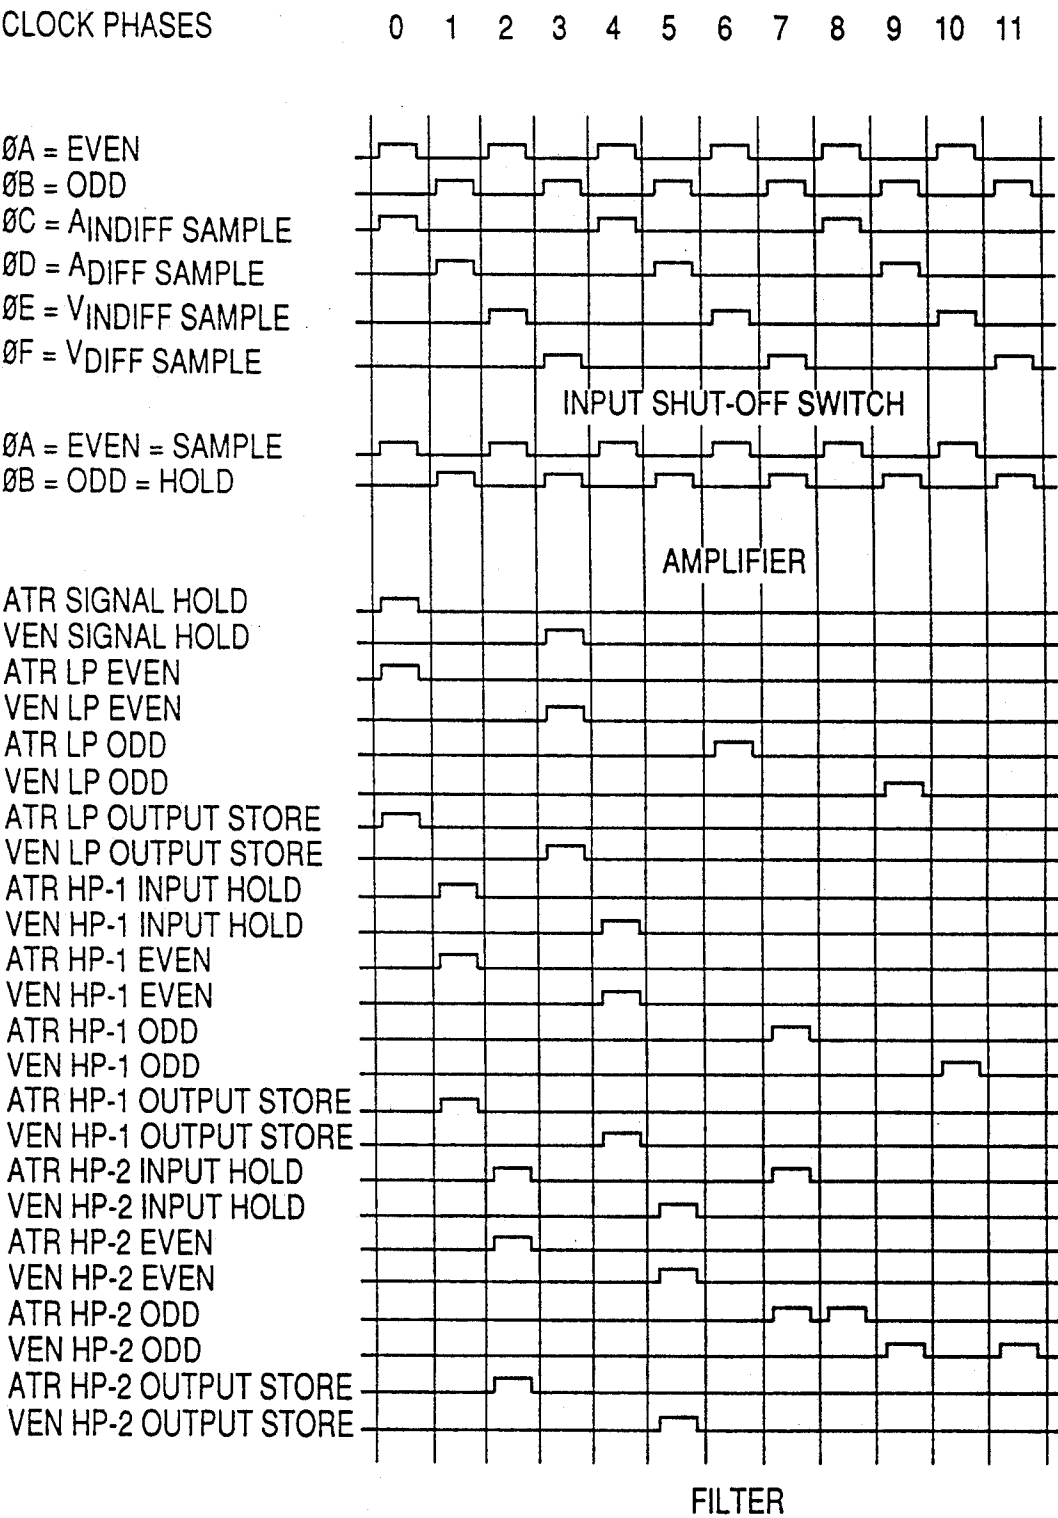 CLOCK PHASES 0 1 2 3 4 5 6 7 8 9 10 11
ØA = EVEN
ØB = ODD
ØC = AINDIFF SAMPLE
ØD = ADIFF SAMPLE
ØE = VINDIFF SAMPLE
ØF = VDIFF SAMPLE
INPUT SHUT-OFF SWITCH
ØA = EVEN = SAMPLE
ØB = ODD = HOLD
AMPLIFIER
ATR SIGNAL HOLD
VEN SIGNAL HOLD
ATR LP EVEN
VEN LP EVEN
ATR LP ODD
VEN LP ODD
ATR LP OUTPUT STORE
VEN LP OUTPUT STORE
ATR HP-1 INPUT HOLD
VEN HP-1 INPUT HOLD
ATR HP-1 EVEN
VEN HP-1 EVEN
ATR HP-1 ODD
VEN HP-1 ODD
ATR HP-1 OUTPUT STORE
VEN HP-1 OUTPUT STORE
ATR HP-2 INPUT HOLD
VEN HP-2 INPUT HOLD
ATR HP-2 EVEN
VEN HP-2 EVEN
ATR HP-2 ODD
VEN HP-2 ODD
ATR HP-2 OUTPUT STORE
VEN HP-2 OUTPUT STORE
FILTER